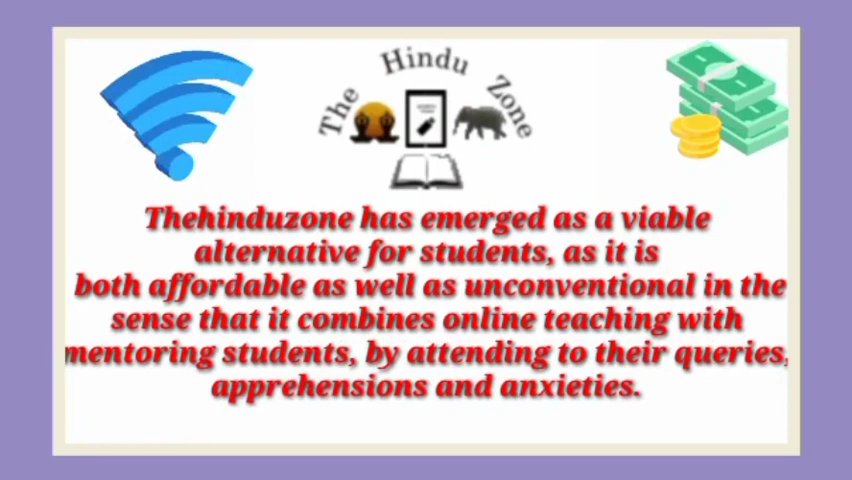 The Hindu Zone
Thehinduzone has emerged as a viable
alternative for students, as it is
both affordable as well as unconventional in the
sense that it combines online teaching with
mentoring students, by attending to their queries,
apprehensions and anxieties.